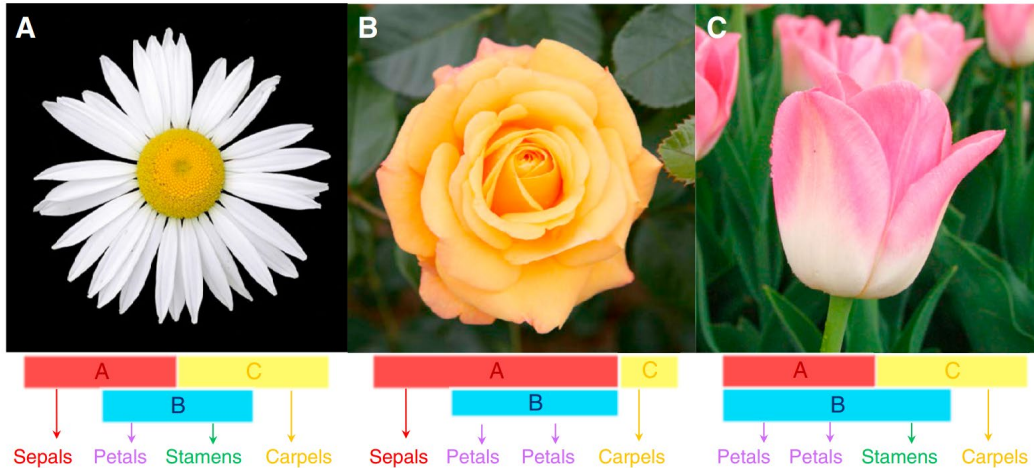 A B C
A C A C A C
B B B
Sepals Petals Stamens Carpels Sepals Petals Petals Carpels Petals Petals Stamens Carpels